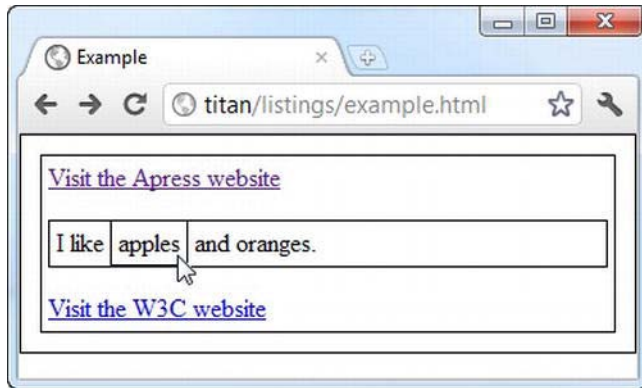 Example
titan/listings/example.html
Visit the Apress website
I like apples and oranges.
Visit the W3C website